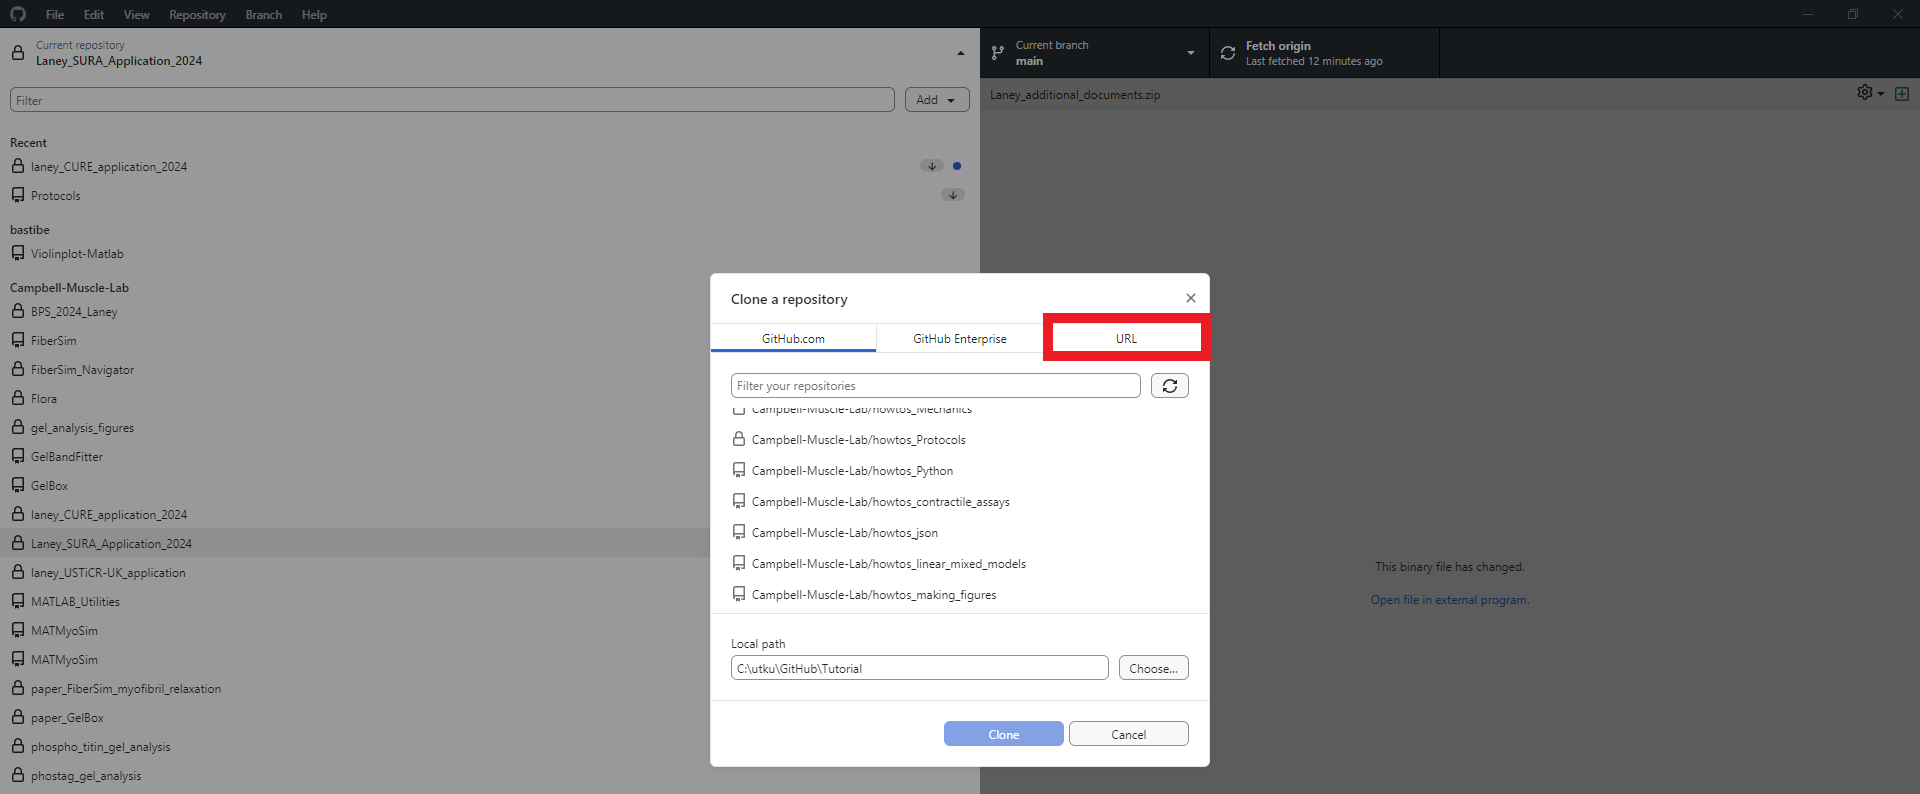 File Edit View Repository Branch Help
Current repository
Laney_SURA_Application_2024
Current branch
main
Fetch origin
Last fetched 12 minutes ago
Filter
Add
Laney_additional_documents.zip
Recent
laney_CURE_application_2024
Protocols
bastibe
Violinplot-Matlab
Campbell-Muscle-Lab
BPS_2024_Laney
FiberSim
FiberSim_Navigator
Flora
gel_analysis_figures
GelBandFitter
GelBox
laney_CURE_application_2024
Laney_SURA_Application_2024
laney_USTiCR-UK_application
MATLAB_Utilities
MATMyoSim
MATMyoSim
paper_FiberSim_myofibril_relaxation
paper_GelBox
phospho_titin_gel_analysis
phostag_gel_analysis
Clone a repository
GitHub.com GitHub Enterprise URL
Filter your repositories
Campbell-Muscle-Lab/howtos_Mechanics
Campbell-Muscle-Lab/howtos_Protocols
Campbell-Muscle-Lab/howtos_Python
Campbell-Muscle-Lab/howtos_contractile_assays
Campbell-Muscle-Lab/howtos_json
Campbell-Muscle-Lab/howtos_linear_mixed_models
Campbell-Muscle-Lab/howtos_making_figures
Local path
C:\utku\GitHub\Tutorial
Choose...
Clone Cancel
This binary file has changed.
Open file in external program.